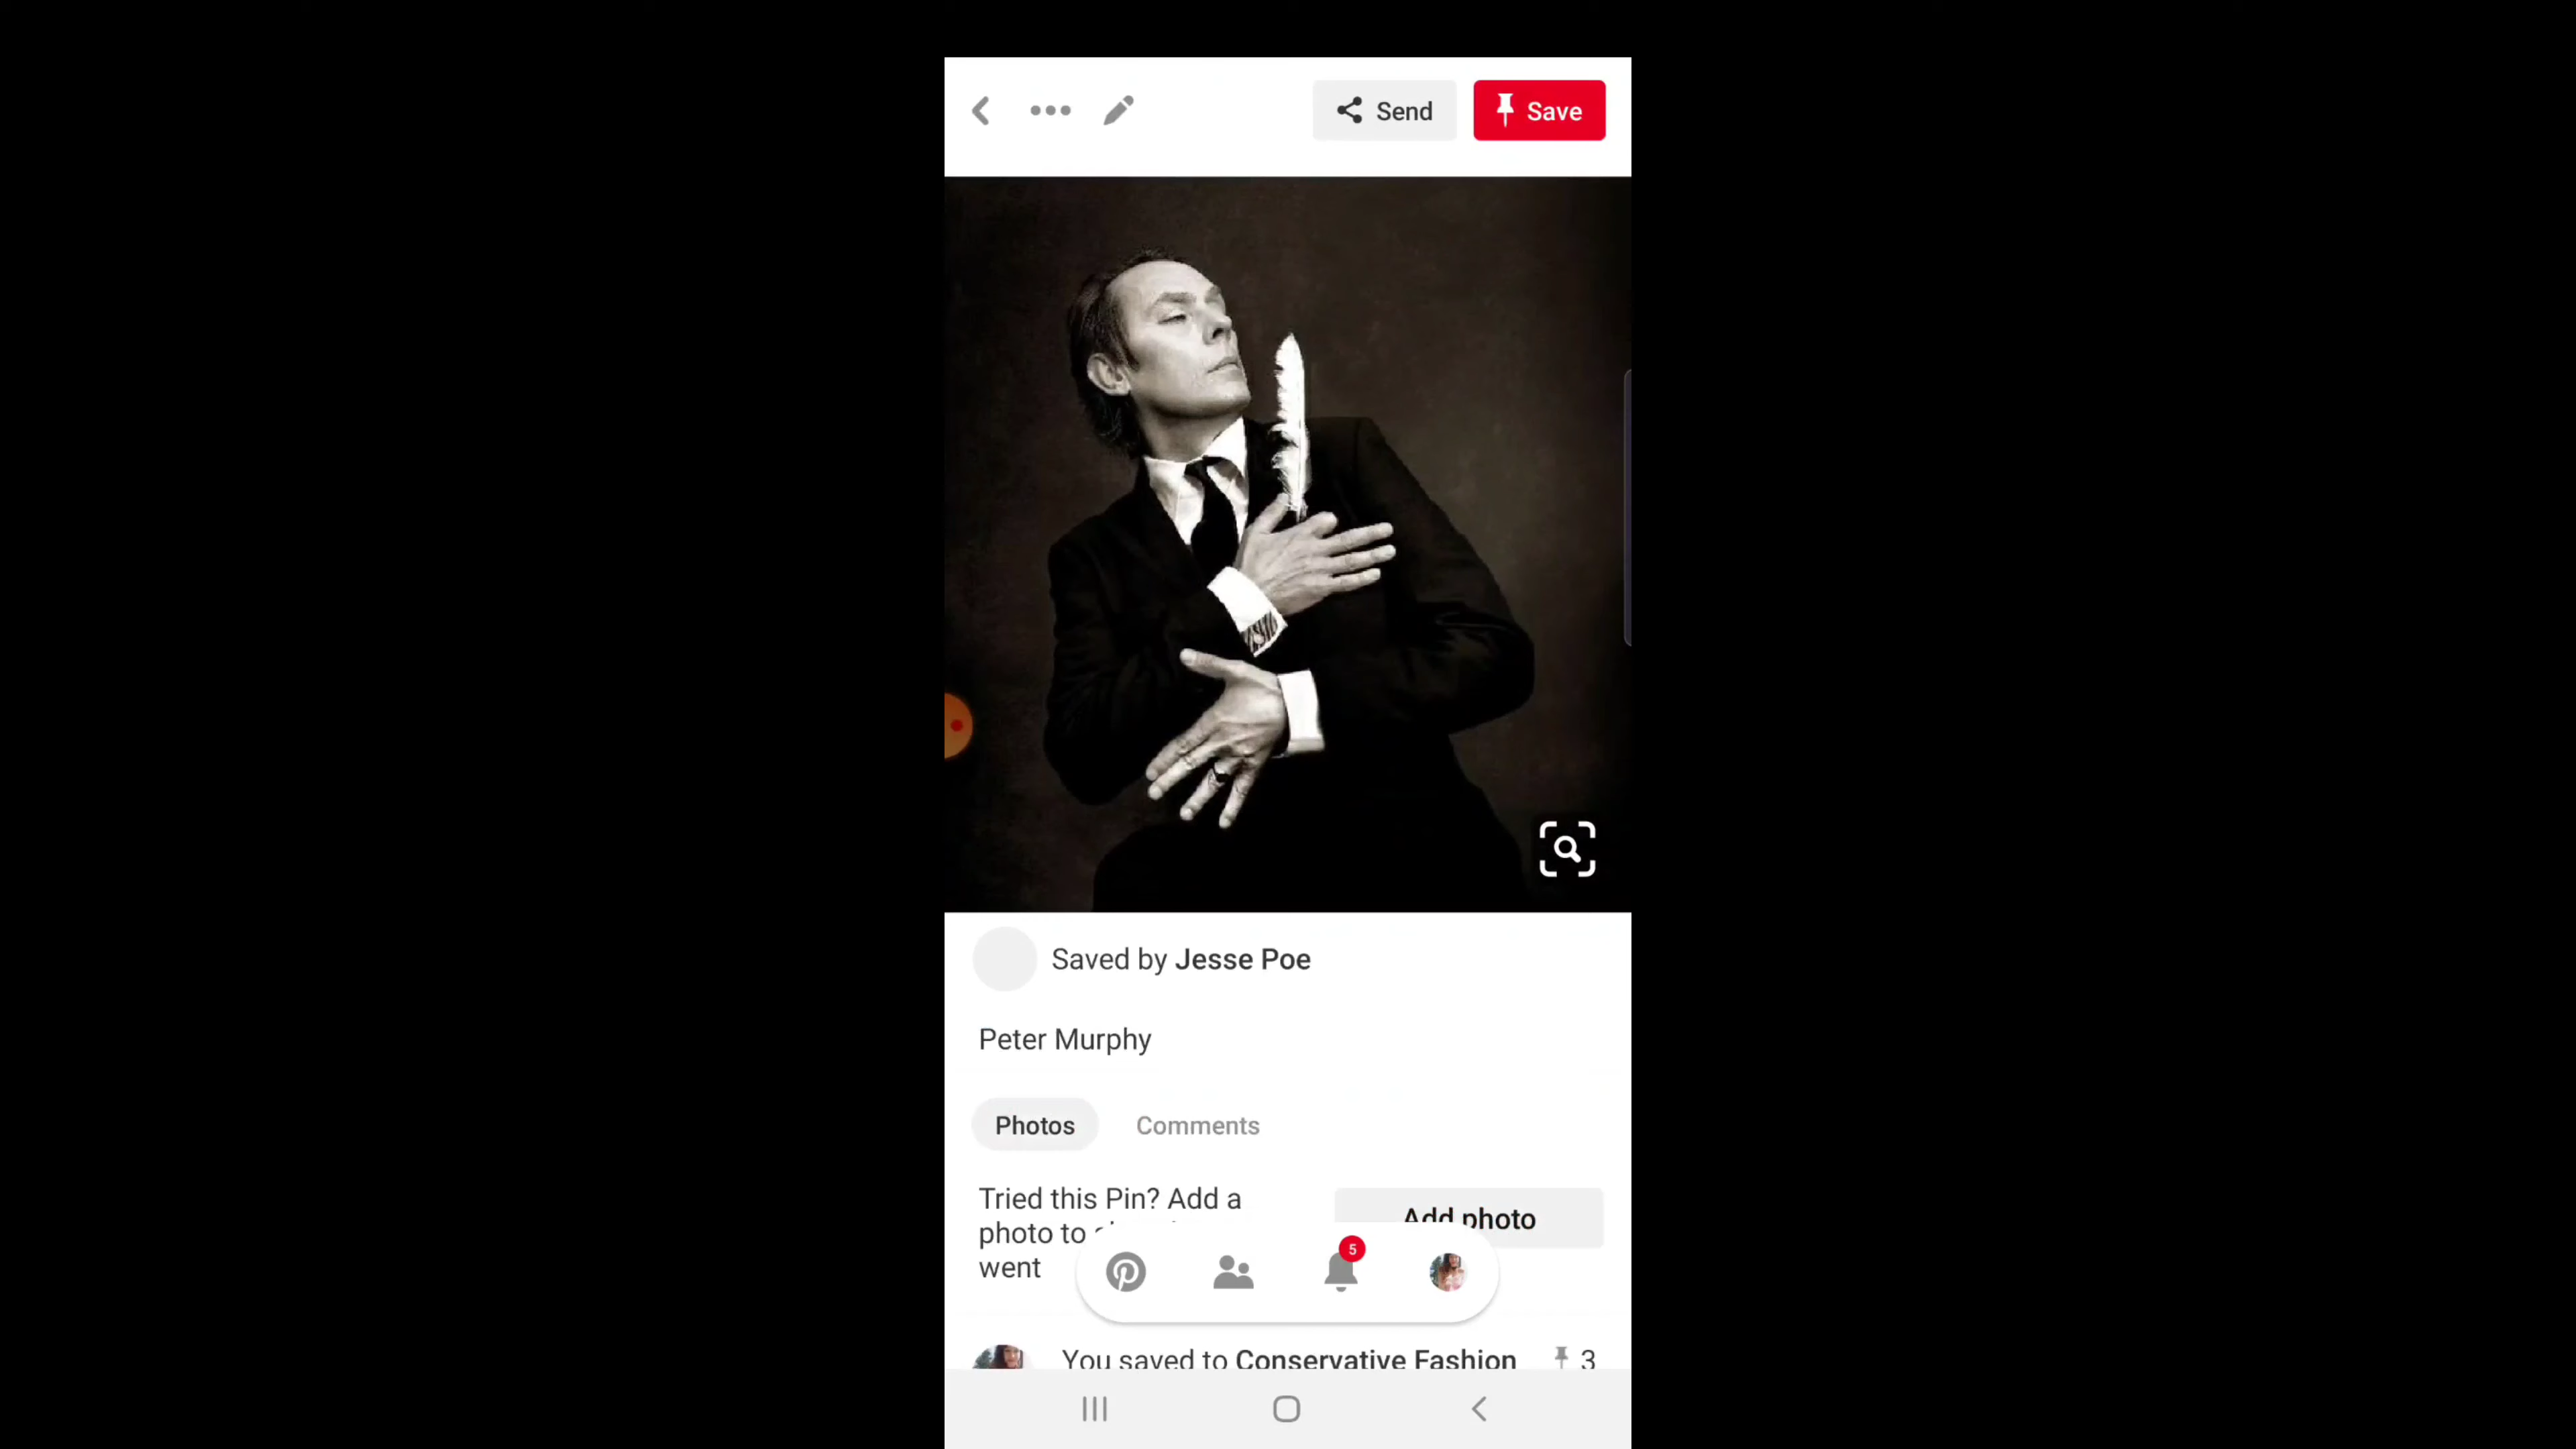 Send
Save
Saved by Jesse Poe
Peter Murphy
Photos
Comments
Tried this Pin? Add a
photo to
went
Add photo
5
You saved to Conservative Fashion
3